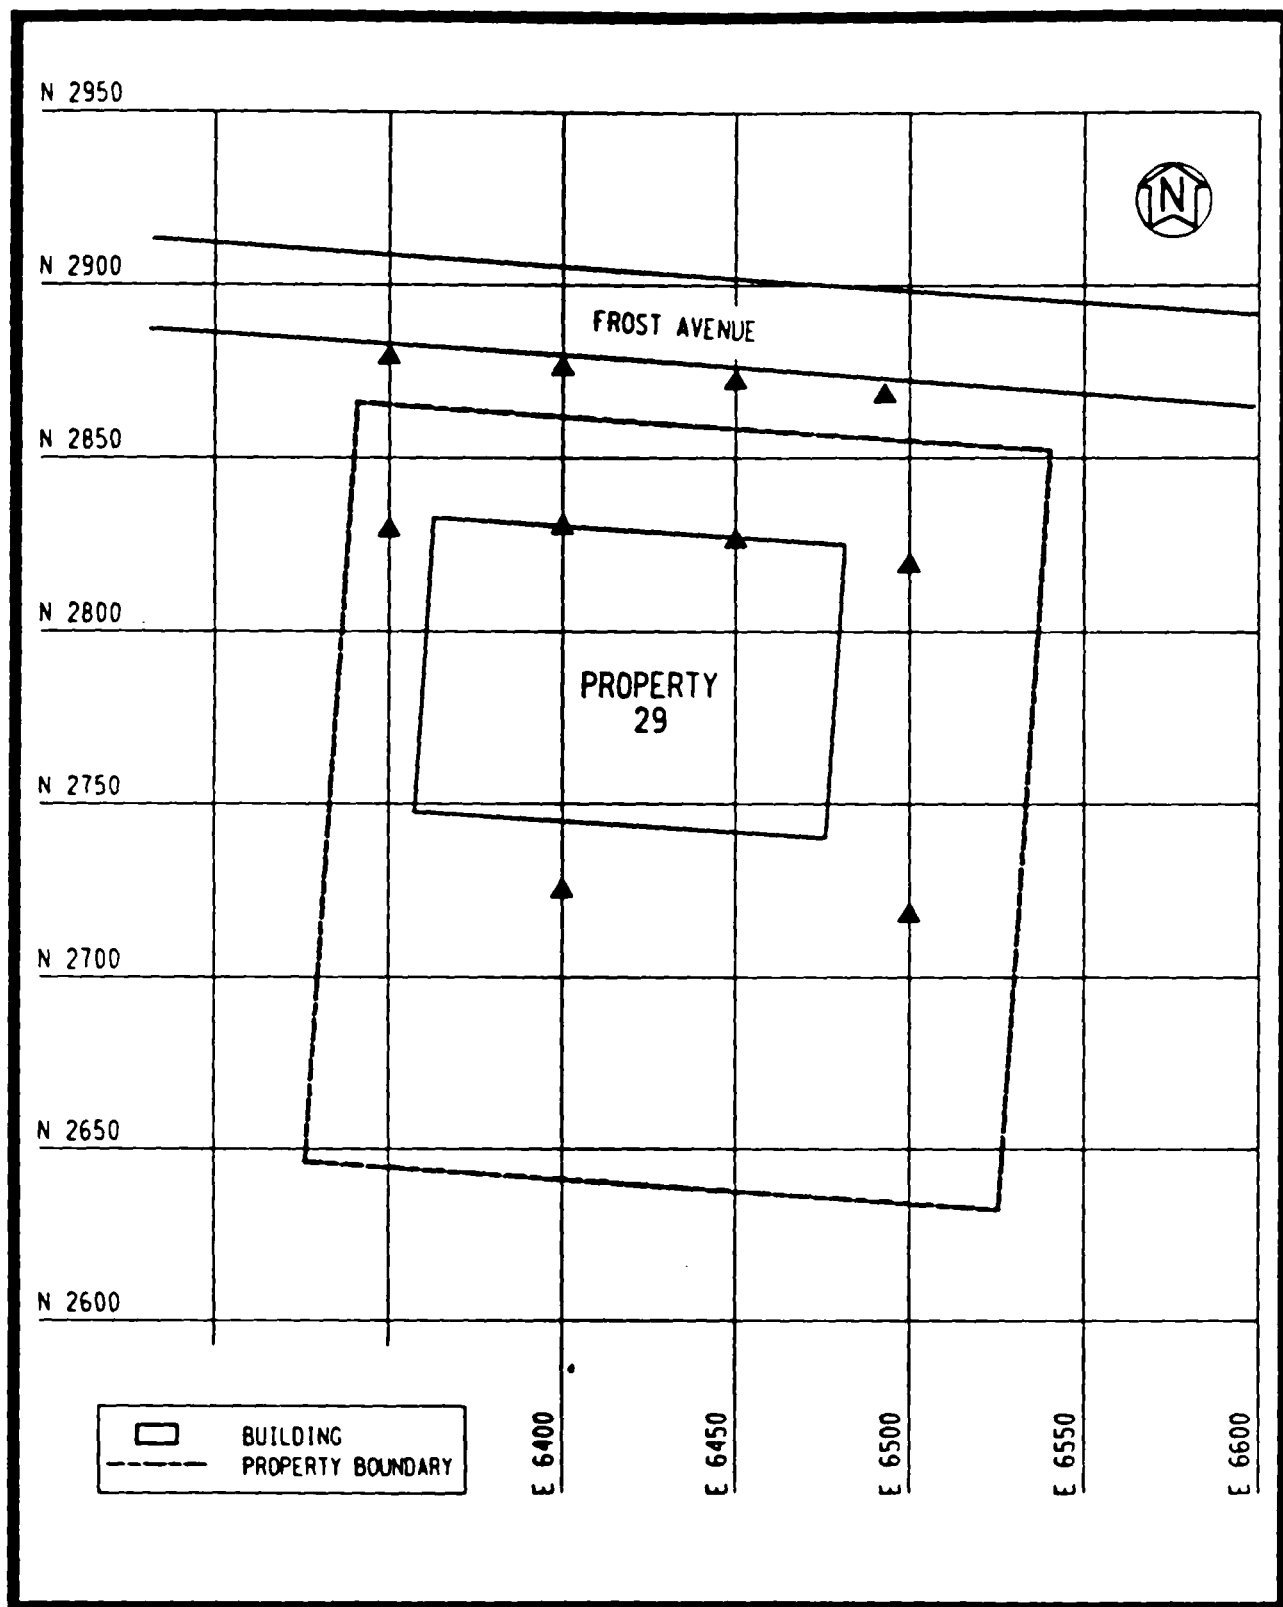 N 2950
N
N 2900
FROST AVENUE
N 2850
N 2800
PROPERTY
29
N 2750
N 2700
N 2650
N 2600
BUILDING
PROPERTY BOUNDARY
E 6400
E 6450
E 6500
E 6550
E 6600